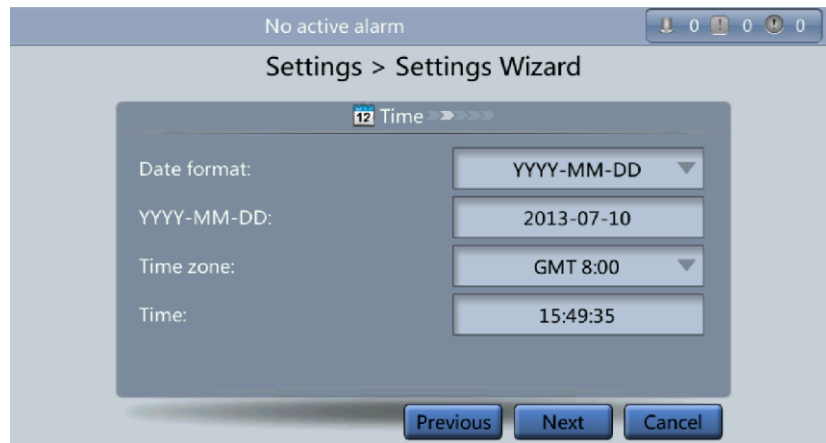 No active alarm 0 0 0
Settings > Settings Wizard
12 Time
Date format: YYYY-MM-DD
YYYY-MM-DD: 2013-07-10
Time zone: GMT 8:00
Time: 15:49:35
Previous Next Cancel